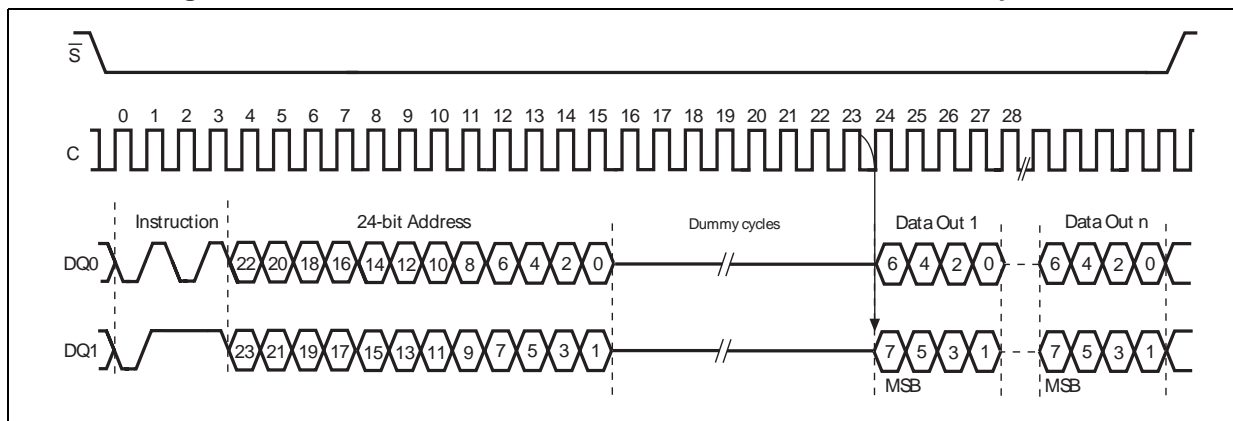 S
0 1 2 3 4 5 6 7 8 9 10 11 12 13 14 15 16 17 18 19 20 21 22 23 24 25 26 27 28
C
Instruction 24-bit Address Dummy cycles Data Out 1 Data Out n
DQ0 22 20 18 16 14 12 10 8 6 4 2 0 6 4 2 0 6 4 2 0
DQ1 23 21 19 17 15 13 11 9 7 5 3 1 7 5 3 1 7 5 3 1
MSB MSB